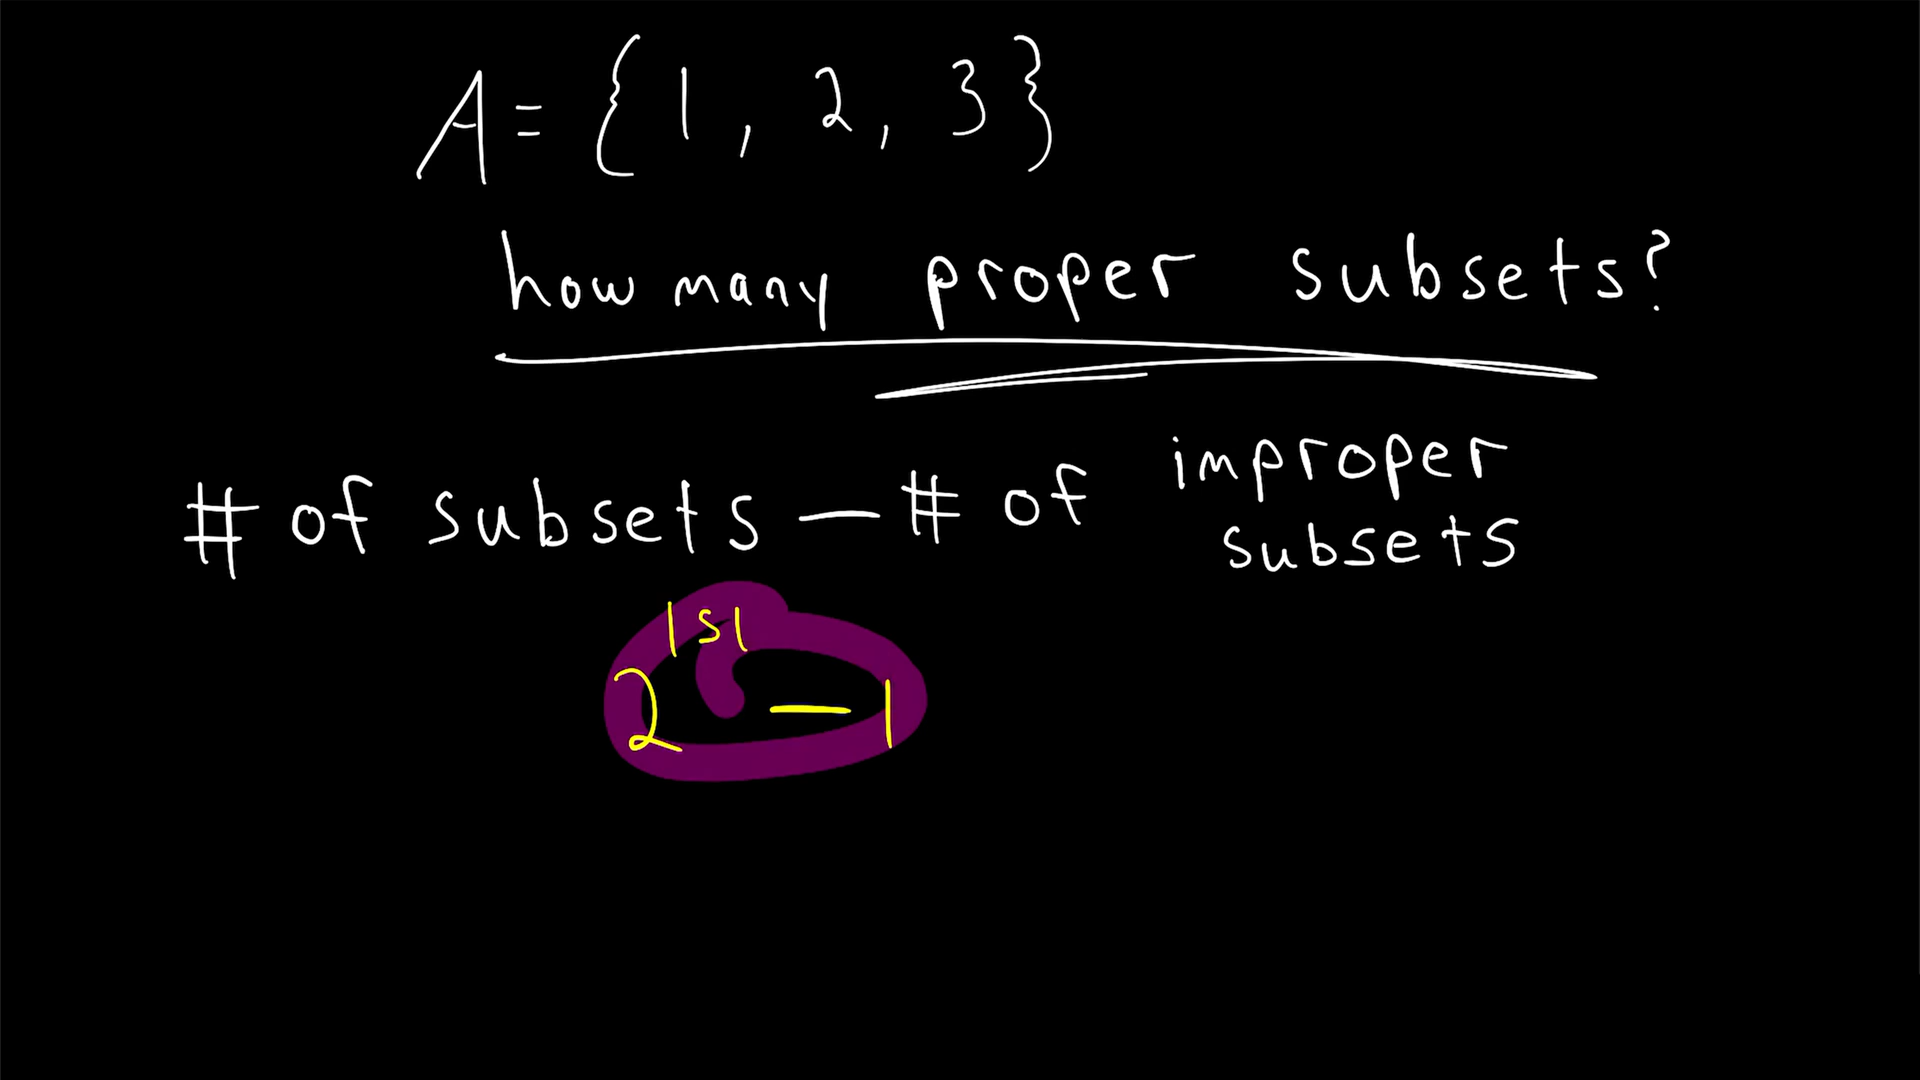 A = {1, 2, 3}
how many proper subsets?
# of subsets — # of improper subsets
2^|s| — 1